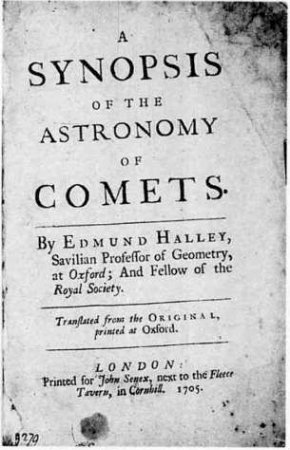 A
SYNOPSIS
OF THE
ASTRONOMY
OF
COMETS.
By EDMUND HALLEY,
Savilian Profeſſor of Geometry,
at Oxford; And Fellow of the
Royal Society.
Tranſlated from the ORIGINAL,
printed at Oxford.
LONDON:
Printed for John Senex, next to the Fleece
Tavern, in Cornhill. 1705.
9279